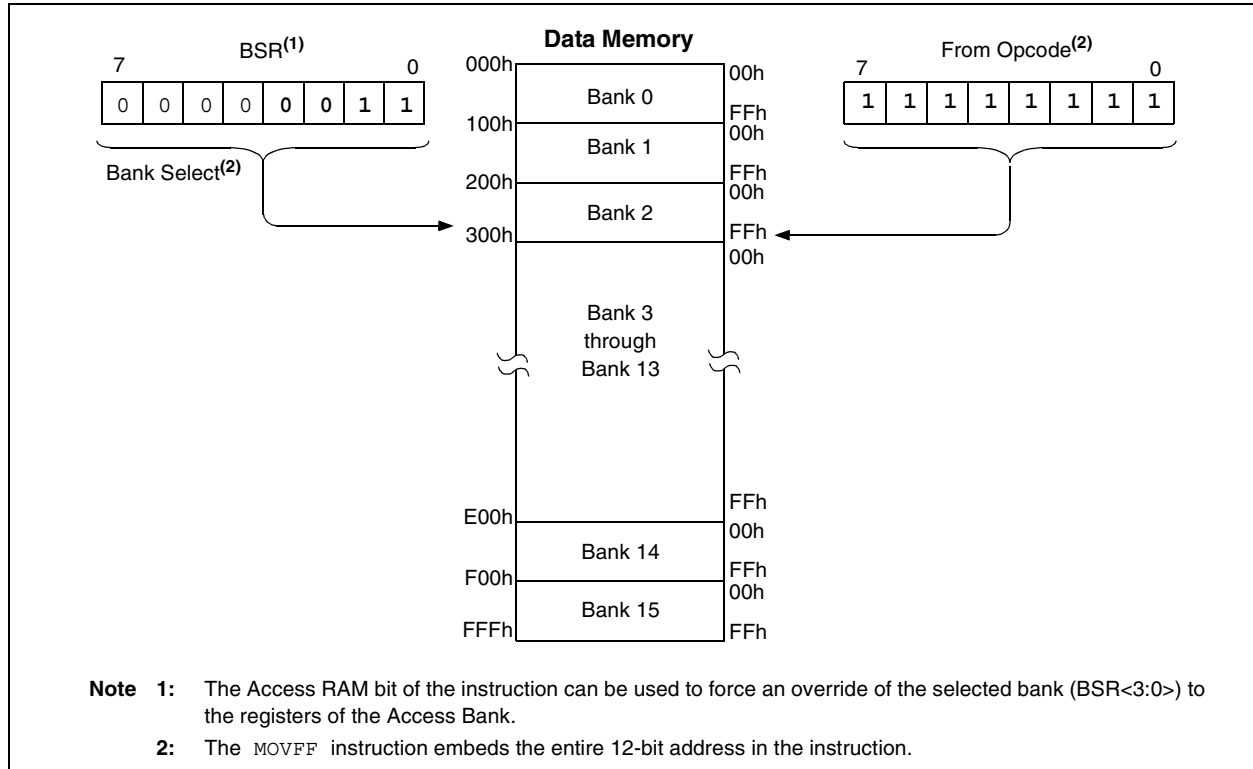 Data Memory
BSR(1)
7 0
0 0 0 0 0 0 1 1
Bank Select(2)
From Opcode(2)
7 0
1 1 1 1 1 1 1 1
000h
00h
Bank 0
FFh
100h
00h
Bank 1
FFh
200h
00h
Bank 2
FFh
300h
00h
Bank 3
through
Bank 13
FFh
E00h
00h
Bank 14
FFh
F00h
00h
Bank 15
FFFh
FFh
Note 1: The Access RAM bit of the instruction can be used to force an override of the selected bank (BSR<3:0>) to
the registers of the Access Bank.
2: The MOVFF instruction embeds the entire 12-bit address in the instruction.